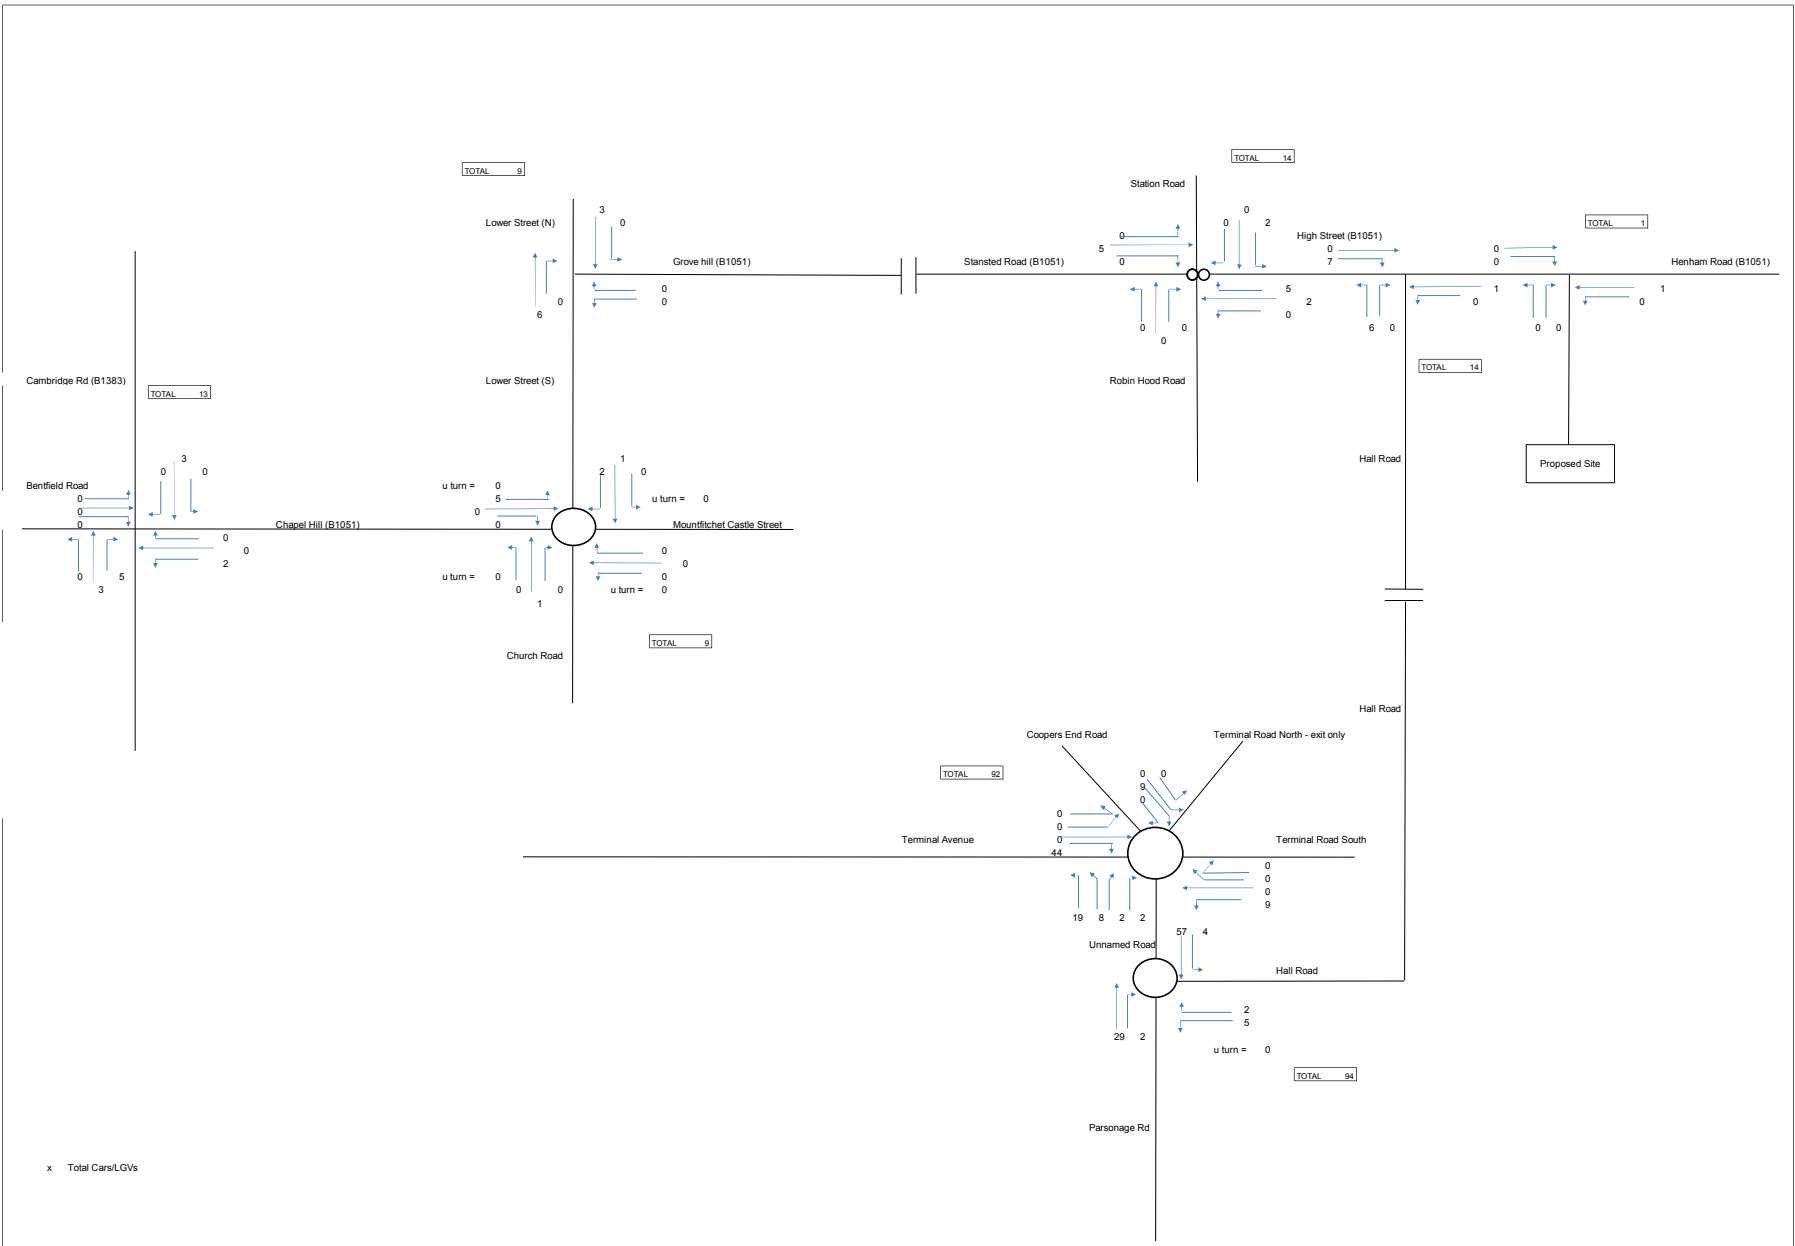 TOTAL 14
TOTAL 9
Station Road
Lower Street (N)
3
0
0
0
2
TOTAL 1
0
5
0
High Street (B1051)
0
7
0
0
Grove hill (B1051)
Stansted Road (B1051)
Henham Road (B1051)
0
0
0
6
5
2
0
1
0
1
0
0
0
0
6
0
0
0
Cambridge Rd (B1383)
TOTAL 13
Lower Street (S)
Robin Hood Road
TOTAL 14
Hall Road
Proposed Site
3
0
0
Bentfield Road
0
0
0
Chapel Hill (B1051)
0
0
2
0
5
3
u turn = 0
5
0
0
1
2
0
u turn = 0
Mountfitchet Castle Street
0
0
0
u turn = 0
u turn = 0
0
0
1
TOTAL 9
Church Road
Hall Road
Coopers End Road
Terminal Road North - exit only
TOTAL 92
0
0
9
0
0
0
0
44
Terminal Avenue
Terminal Road South
0
0
0
9
19
8
2
2
57
4
Unnamed Road
Hall Road
2
5
29
2
u turn = 0
TOTAL 94
Parsonage Rd
x Total Cars/LGVs